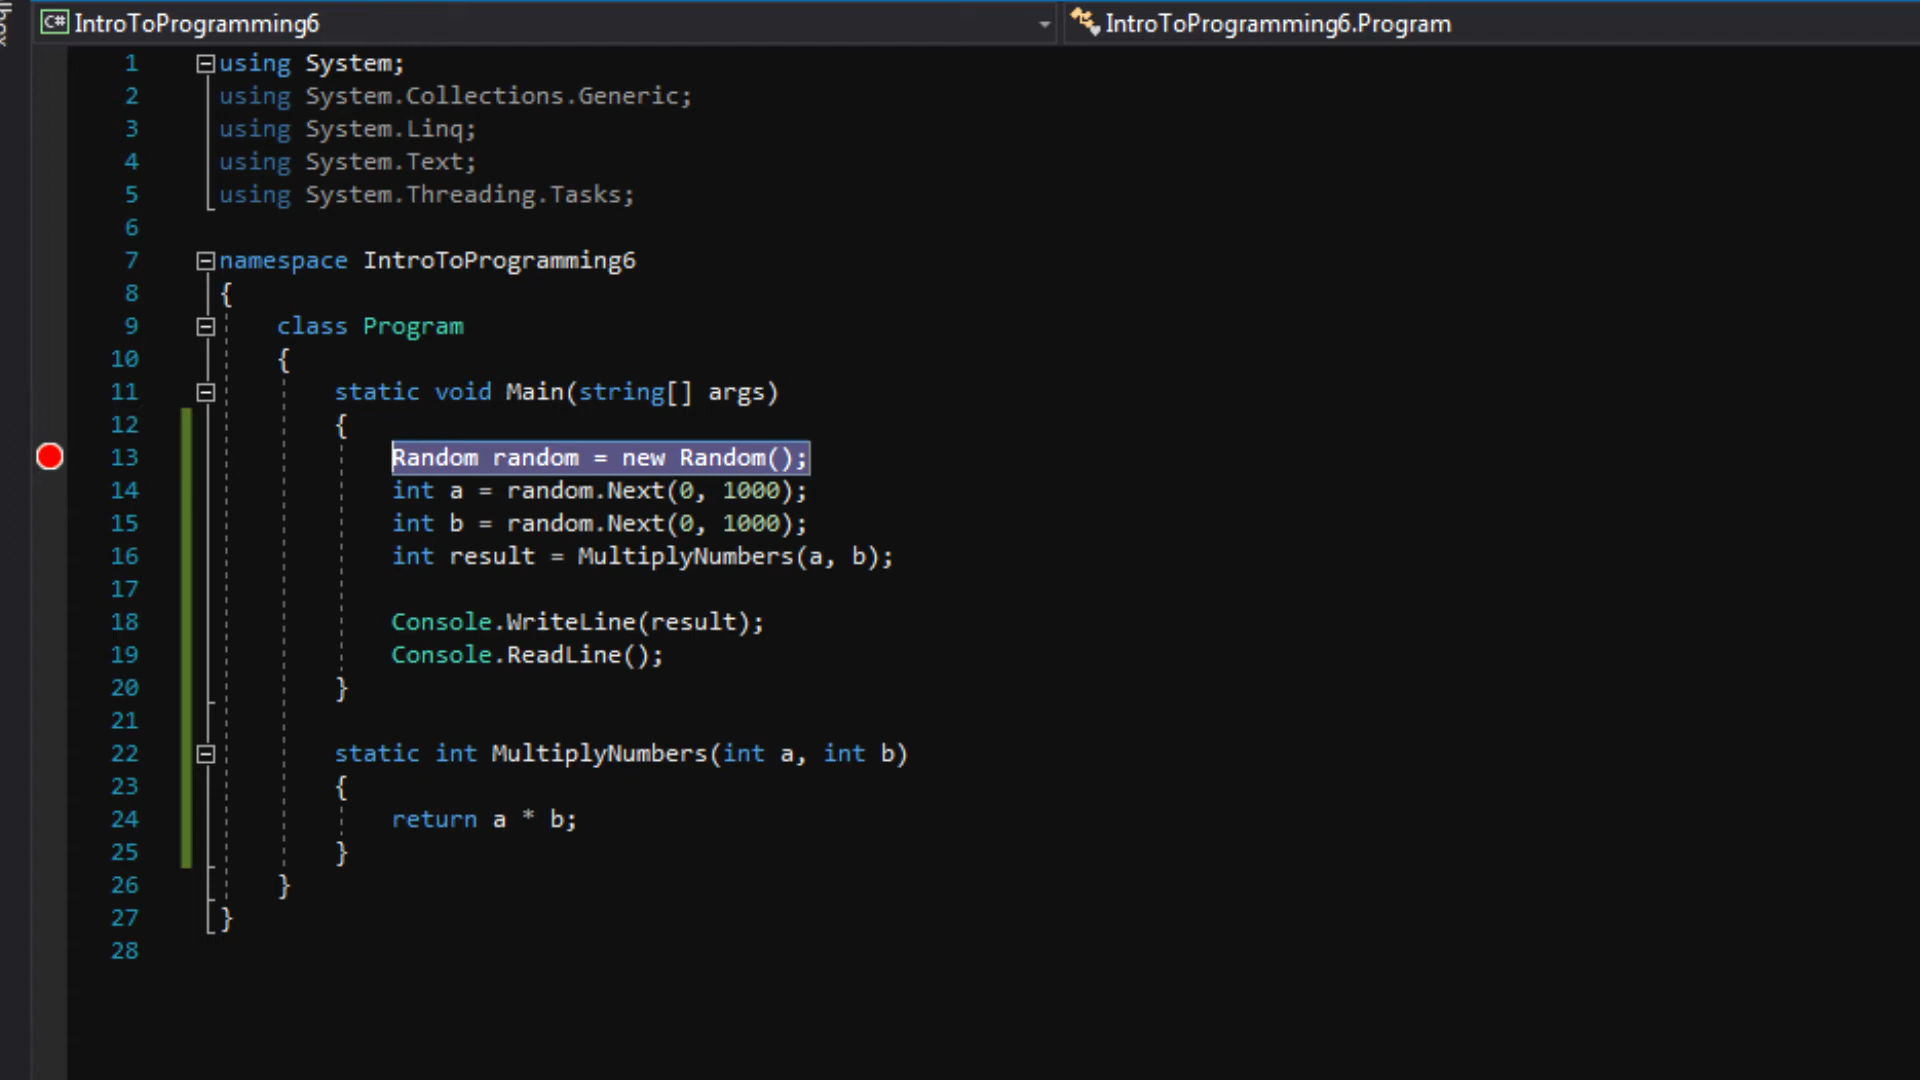 C# IntroToProgramming6
IntroToProgramming6.Program
1 using System;
2 using System.Collections.Generic;
3 using System.Linq;
4 using System.Text;
5 using System.Threading.Tasks;
6
7 namespace IntroToProgramming6
8 {
9 class Program
10 {
11 static void Main(string[] args)
12 {
13 Random random = new Random();
14 int a = random.Next(0, 1000);
15 int b = random.Next(0, 1000);
16 int result = MultiplyNumbers(a, b);
17
18 Console.WriteLine(result);
19 Console.ReadLine();
20 }
21
22 static int MultiplyNumbers(int a, int b)
23 {
24 return a * b;
25 }
26 }
27 }
28